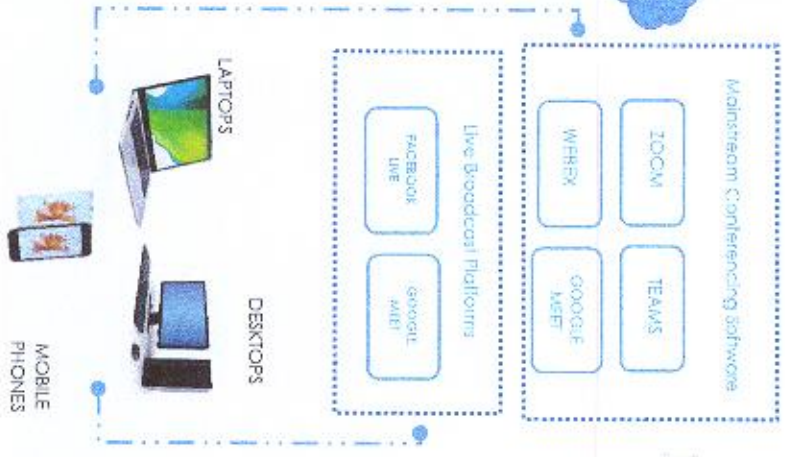 Mainstream Conferencing Software
ZOOM
TEAMS
WEBEX
GOOGLE
MEET
Live Broadcast Platforms
FACEBOOK
LIVE
GOOGLE
MEET
LAPTOPS
DESKTOPS
MOBILE
PHONES